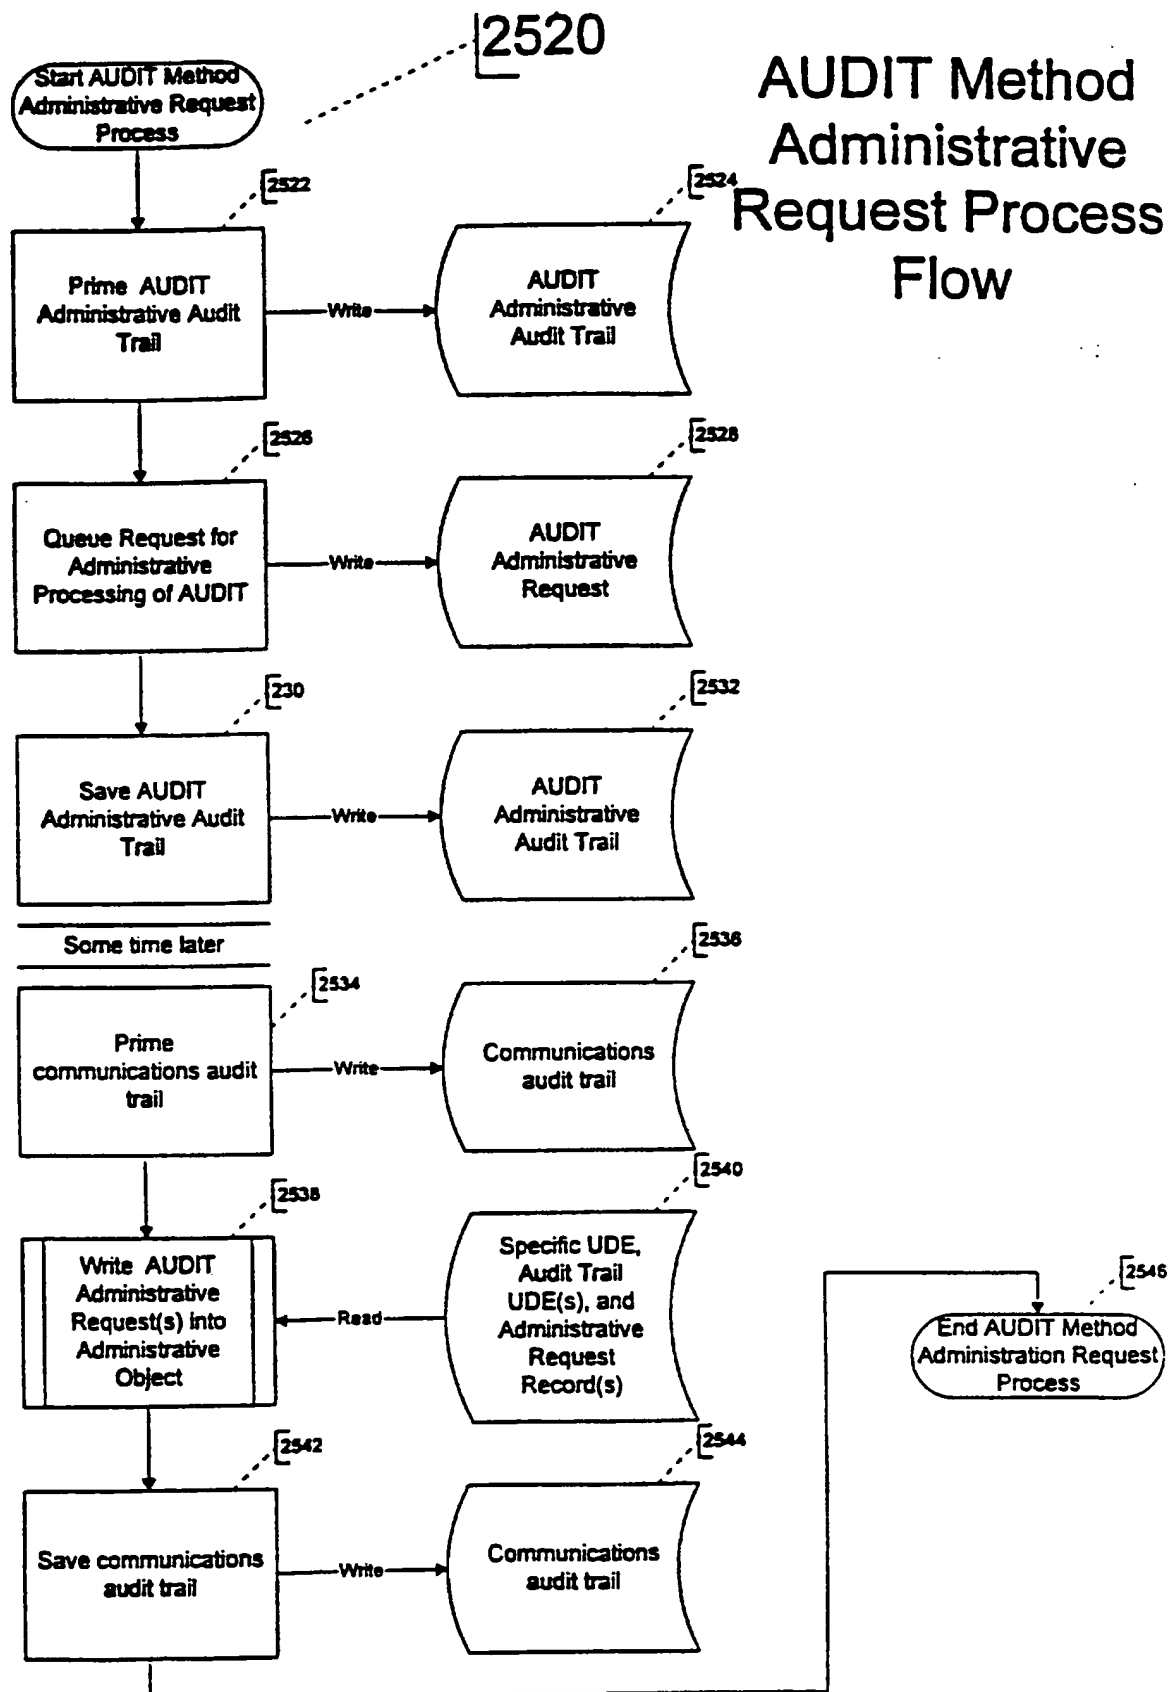 2520
AUDIT Method
Administrative
Request Process
Flow
Start AUDIT Method
Administrative Request
Process
2522
Prime AUDIT
Administrative Audit
Trail
Write
2524
AUDIT
Administrative
Audit Trail
2526
Queue Request for
Administrative
Processing of AUDIT
Write
2528
AUDIT
Administrative
Request
230
Save AUDIT
Administrative Audit
Trail
Write
2532
AUDIT
Administrative
Audit Trail
Some time later
2534
Prime
communications audit
trail
Write
2536
Communications
audit trail
2538
Write AUDIT
Administrative
Request(s) into
Administrative
Object
Read
2540
Specific UDE,
Audit Trail
UDE(s), and
Administrative
Request
Record(s)
2542
Save communications
audit trail
Write
2544
Communications
audit trail
2546
End AUDIT Method
Administration Request
Process